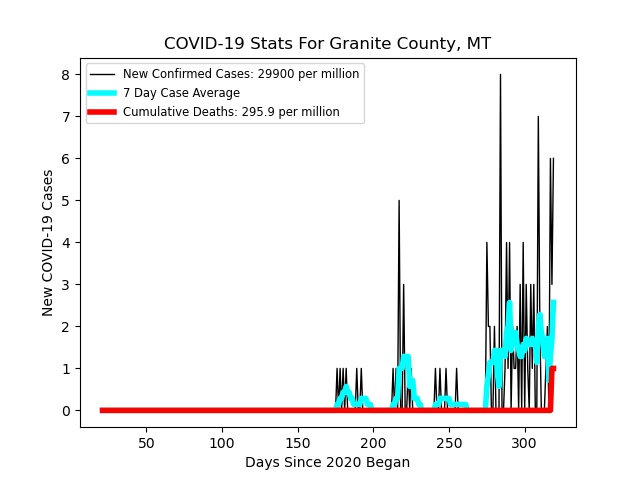 COVID-19 Stats For Granite County, MT
New Confirmed Cases: 29900 per million
7 Day Case Average
Cumulative Deaths: 295.9 per million
New COVID-19 Cases
8
7
6
5
4
3
2
1
0
50 100 150 200 250 300
Days Since 2020 Began